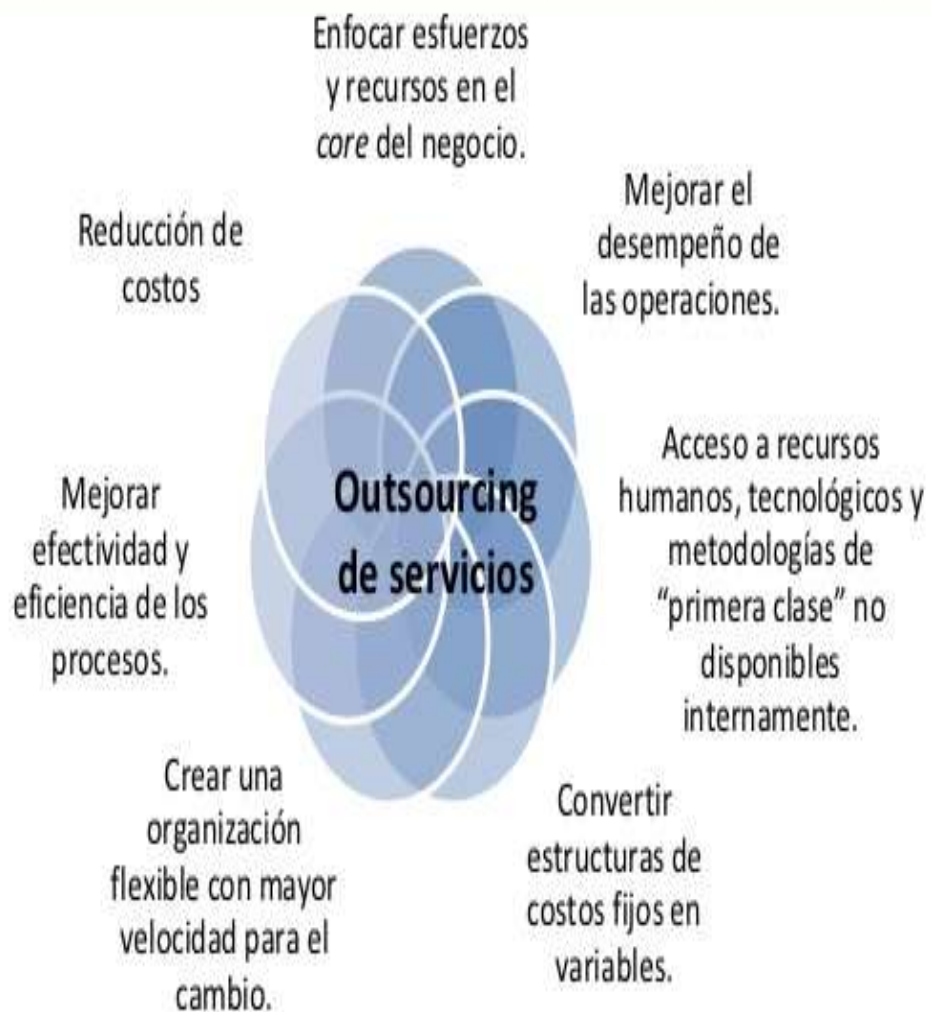 Enfocar esfuerzos
y recursos en el
core del negocio.
Mejorar el
desempeño de
las operaciones.
Acceso a recursos
humanos, tecnológicos y
metodologías de
“primera clase” no
disponibles
internamente.
Convertir
estructuras de
costos fijos en
variables.
Crear una
organización
flexible con mayor
velocidad para el
cambio.
Mejorar
efectividad y
eficiencia de los
procesos.
Reducción de
costos
Outsourcing
de servicios